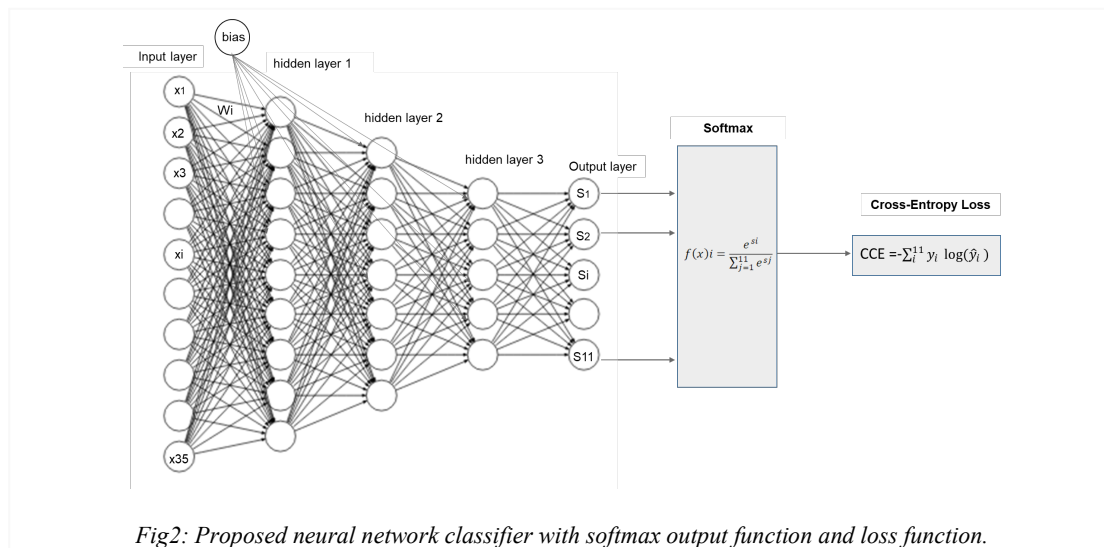 bias
Input layer
hidden layer 1
x1
Wi
hidden layer 2
x2
Softmax
x3
hidden layer 3
Output layer
S1
Cross-Entropy Loss
S2
xi
f(x)i = e^{si} / ∑_{j=1}^{11} e^{sj}
CCE =-∑_i^{11} y_i log(ŷ_i )
Si
S11
x35
Fig2: Proposed neural network classifier with softmax output function and loss function.